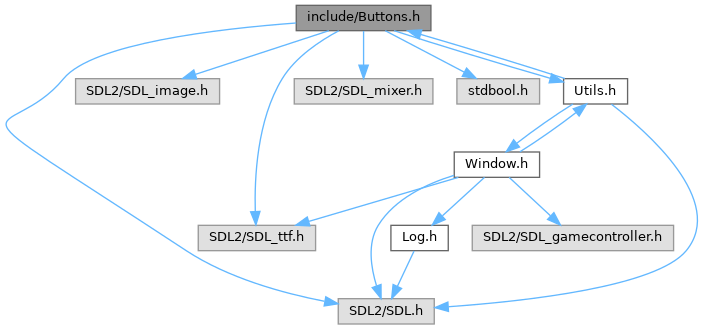 include/Buttons.h
SDL2/SDL_image.h
SDL2/SDL_mixer.h
stdbool.h
Utils.h
Window.h
SDL2/SDL_ttf.h
Log.h
SDL2/SDL_gamecontroller.h
SDL2/SDL.h